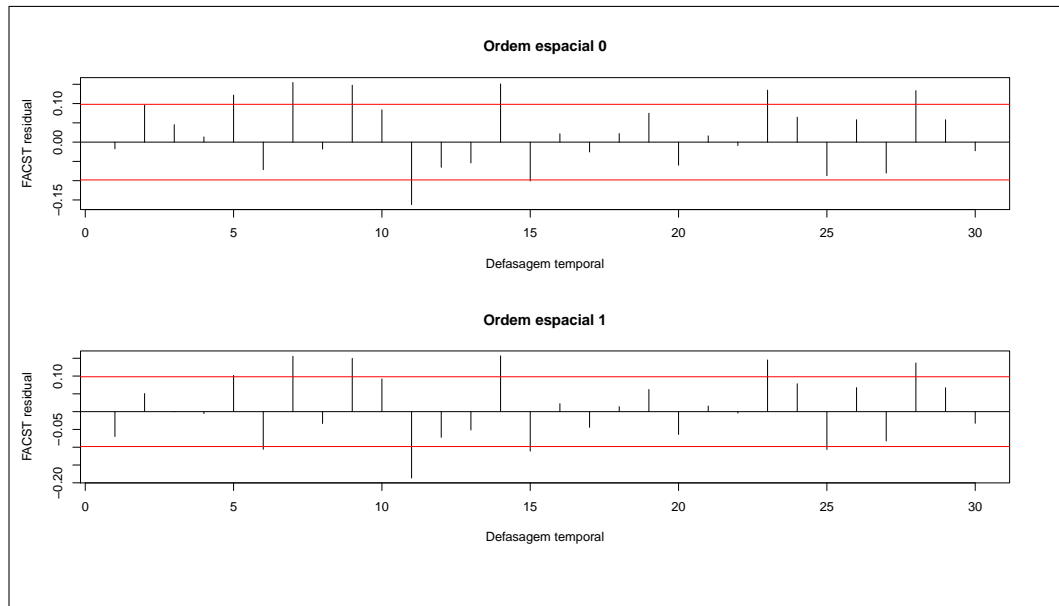 Ordem espacial 0
FACST residual
0.10
0.00
−0.15
0 5 10 15 20 25 30
Defasagem temporal
Ordem espacial 1
FACST residual
0.10
−0.05
−0.20
0 5 10 15 20 25 30
Defasagem temporal